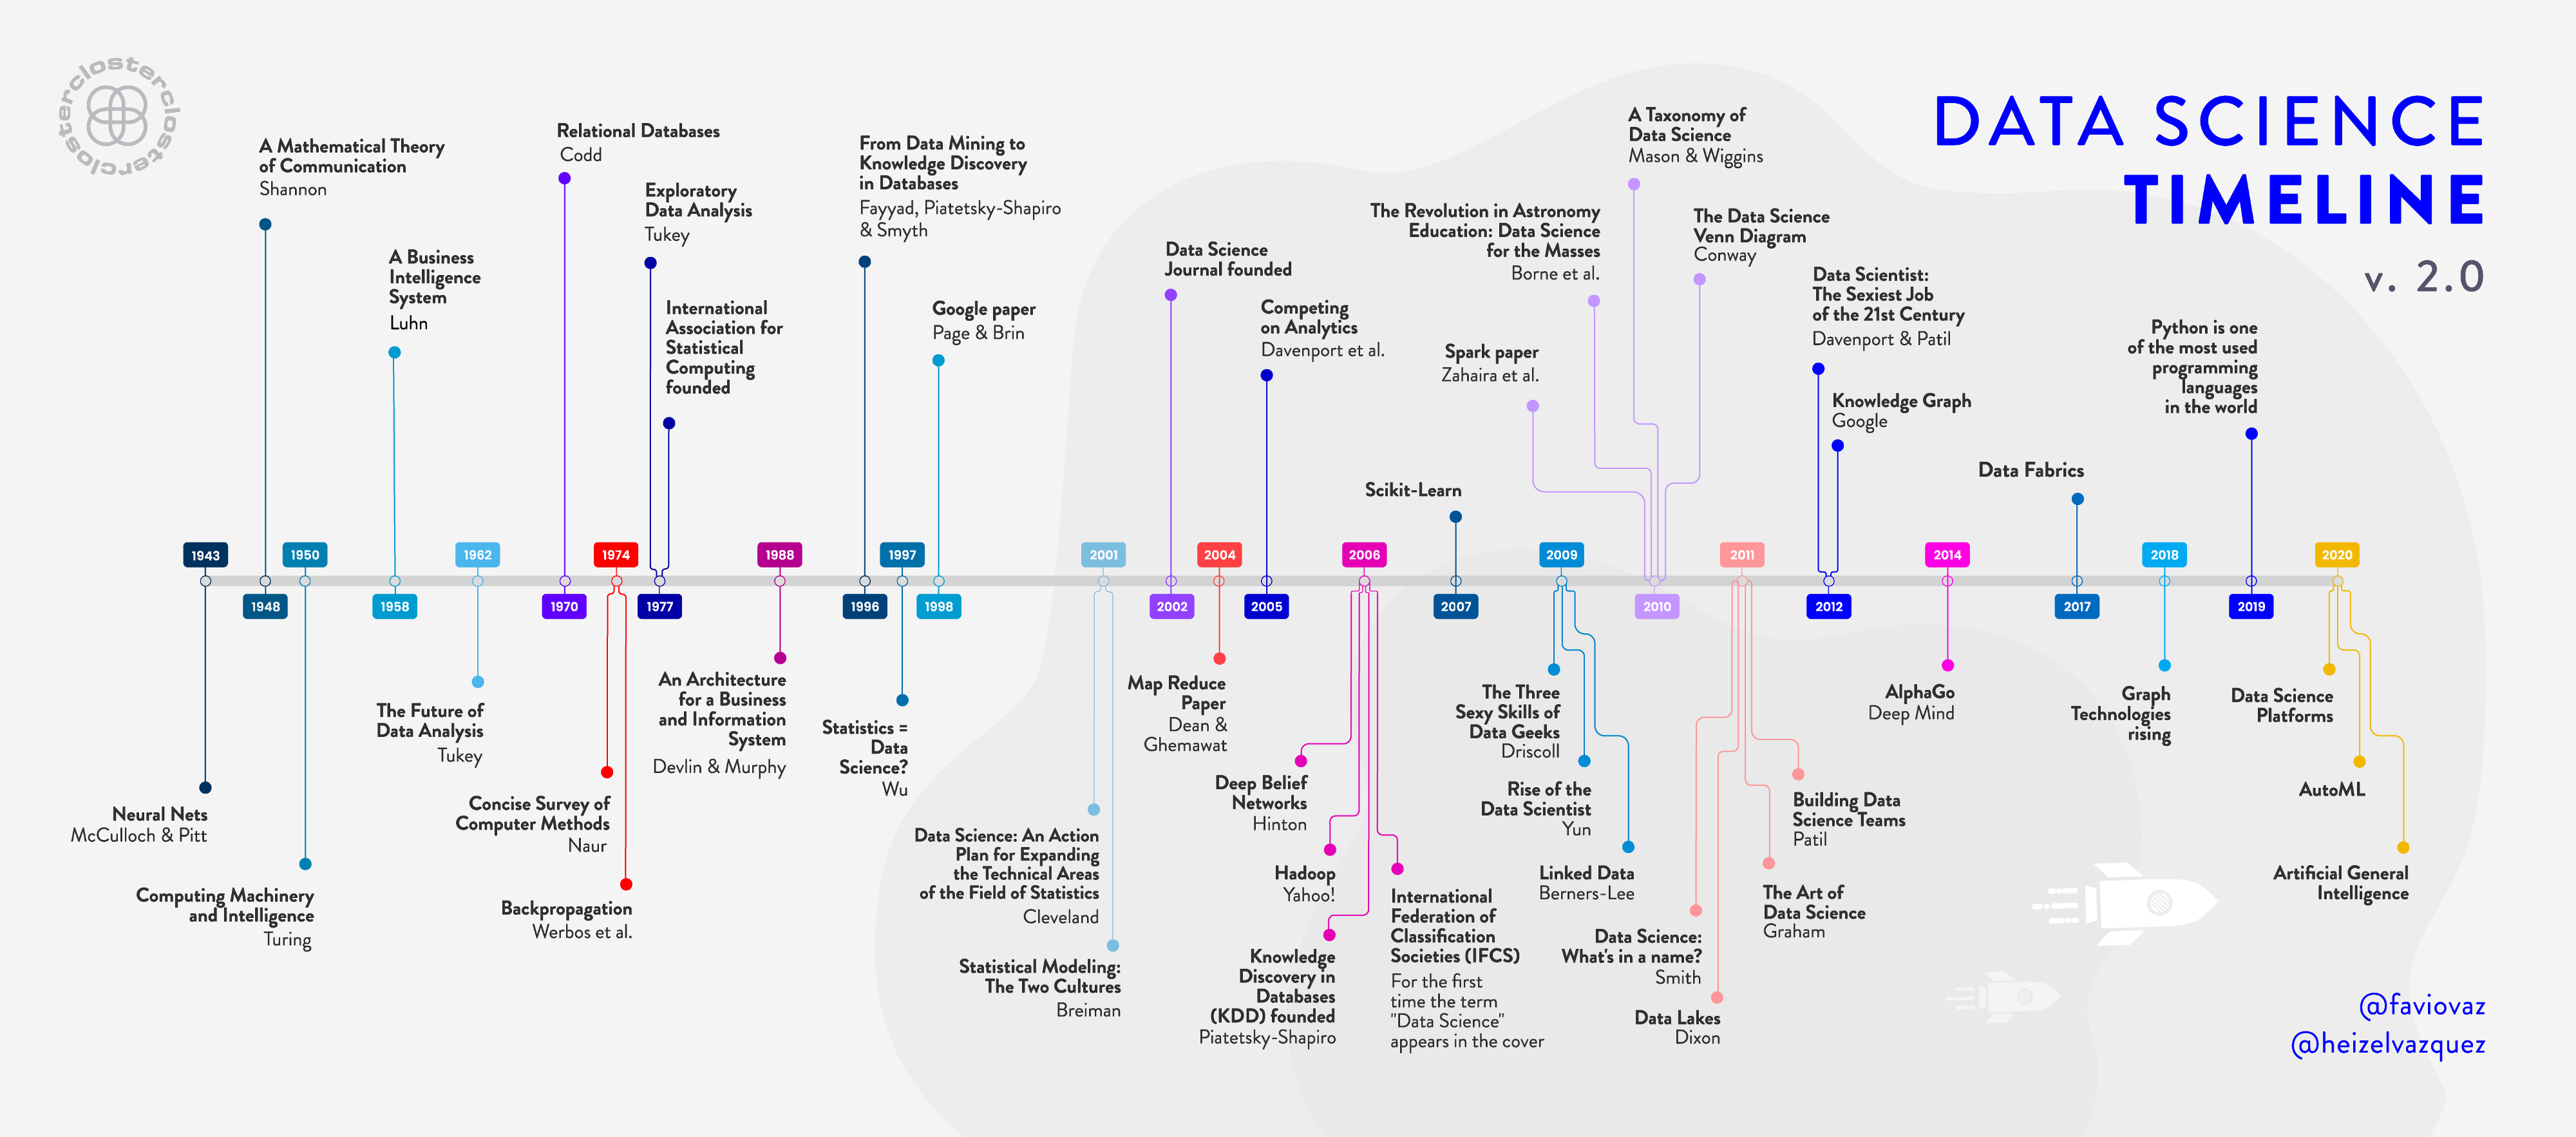 closterclosterclostercloster
DATA SCIENCE
TIMELINE
v. 2.0
A Mathematical Theory
of Communication
Shannon
A Business
Intelligence
System
Luhn
Relational Databases
Codd
Exploratory
Data Analysis
Tukey
International
Association for
Statistical
Computing
founded
From Data Mining to
Knowledge Discovery
in Databases
Fayyad, Piatetsky-Shapiro
& Smyth
Google paper
Page & Brin
Data Science
Journal founded
Competing
on Analytics
Davenport et al.
Scikit-Learn
Spark paper
Zahaira et al.
The Revolution in Astronomy
Education: Data Science
for the Masses
Borne et al.
A Taxonomy of
Data Science
Mason & Wiggins
The Data Science
Venn Diagram
Conway
Data Scientist:
The Sexiest Job
of the 21st Century
Davenport & Patil
Knowledge Graph
Google
Data Fabrics
Python is one
of the most used
programming
languages
in the world
1943
1948
1950
1958
1962
1970
1974
1977
1988
1996
1997
1998
2001
2002
2004
2005
2006
2007
2009
2010
2011
2012
2014
2017
2018
2019
2020
Neural Nets
McCulloch & Pitt
Computing Machinery
and Intelligence
Turing
The Future of
Data Analysis
Tukey
Concise Survey of
Computer Methods
Naur
Backpropagation
Werbos et al.
An Architecture
for a Business
and Information
System
Devlin & Murphy
Statistics =
Data
Science?
Wu
Data Science: An Action
Plan for Expanding
the Technical Areas
of the Field of Statistics
Cleveland
Statistical Modeling:
The Two Cultures
Breiman
Map Reduce
Paper
Dean &
Ghemawat
Deep Belief
Networks
Hinton
Hadoop
Yahoo!
Knowledge
Discovery in
Databases
(KDD) founded
Piatetsky-Shapiro
International
Federation of
Classification
Societies (IFCS)
For the first
time the term
"Data Science"
appears in the cover
The Three
Sexy Skills of
Data Geeks
Driscoll
Rise of the
Data Scientist
Yun
Linked Data
Berners-Lee
Data Science:
What's in a name?
Smith
Data Lakes
Dixon
The Art of
Data Science
Graham
Building Data
Science Teams
Patil
AlphaGo
Deep Mind
Graph
Technologies
rising
Data Science
Platforms
AutoML
Artificial General
Intelligence
@faviovaz
@heizelvazquez